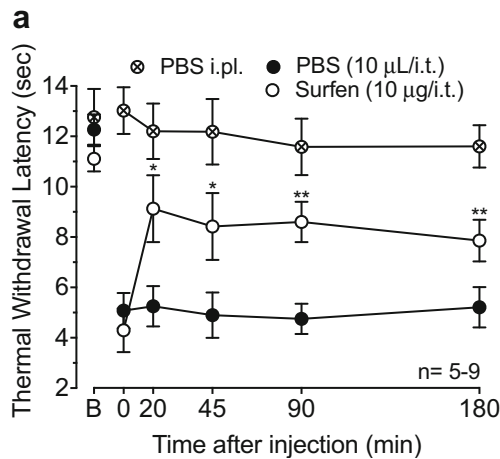 a
PBS i.pl.
PBS (10 µL/i.t.)
Surfen (10 µg/i.t.)
Thermal Withdrawal Latency (sec)
14
12
10
8
6
4
2
*
*
**
**
n= 5-9
B 0 20 45 90 180
Time after injection (min)